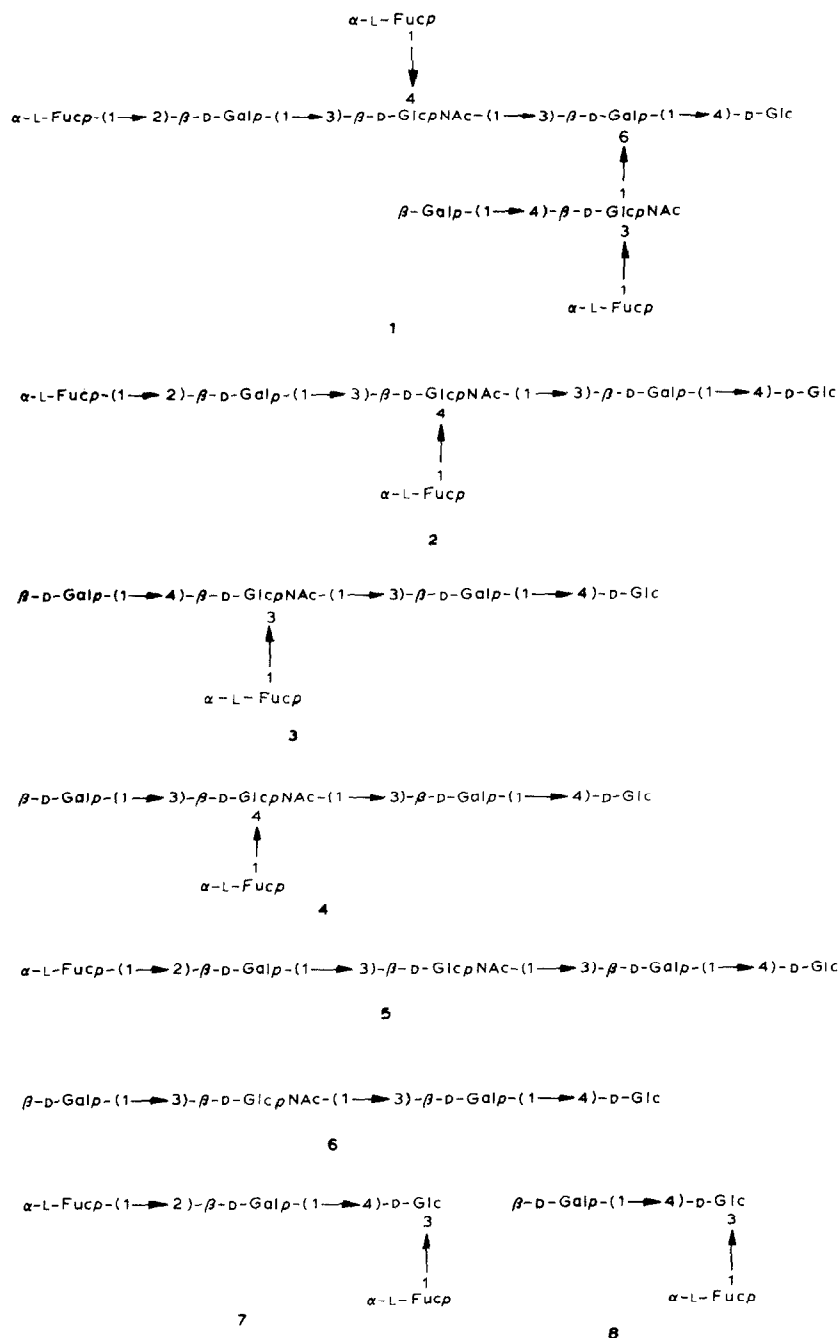 α-L-Fucp
1
4
α-L-Fucp-(1⟶2)-β-D-Galp-(1⟶3)-β-D-GlcpNAc-(1⟶3)-β-D-Galp-(1⟶4)-D-Glc
6
1
β-Galp-(1⟶4)-β-D-GlcpNAc
3
1
α-L-Fucp
1
α-L-Fucp-(1⟶2)-β-D-Galp-(1⟶3)-β-D-GlcpNAc-(1⟶3)-β-D-Galp-(1⟶4)-D-Glc
4
1
α-L-Fucp
2
β-D-Galp-(1⟶4)-β-D-GlcpNAc-(1⟶3)-β-D-Galp-(1⟶4)-D-Glc
3
1
α-L-Fucp
3
β-D-Galp-(1⟶3)-β-D-GlcpNAc-(1⟶3)-β-D-Galp-(1⟶4)-D-Glc
4
1
α-L-Fucp
4
α-L-Fucp-(1⟶2)-β-D-Galp-(1⟶3)-β-D-GlcpNAc-(1⟶3)-β-D-Galp-(1⟶4)-D-Glc
5
β-D-Galp-(1⟶3)-β-D-GlcpNAc-(1⟶3)-β-D-Galp-(1⟶4)-D-Glc
6
α-L-Fucp-(1⟶2)-β-D-Galp-(1⟶4)-D-Glc
3
1
α-L-Fucp
7
β-D-Galp-(1⟶4)-D-Glc
3
1
α-L-Fucp
8